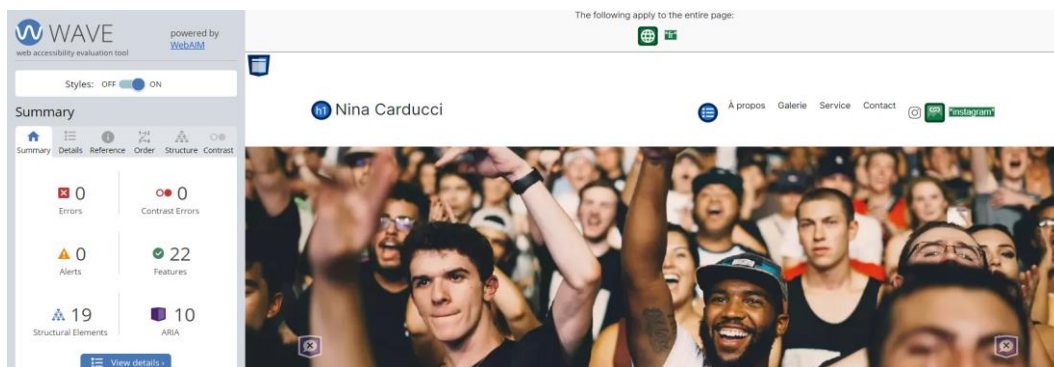 WAVE
powered by
WebAIM
web accessibility evaluation tool
Styles: OFF ON
Summary
Summary Details Reference Order Structure Contrast
0
Errors
0
Contrast Errors
0
Alerts
22
Features
19
Structural Elements
10
ARIA
View details ›
The following apply to the entire page:
"fr"
h1 Nina Carducci
À propos Galerie Service Contact "instagram"